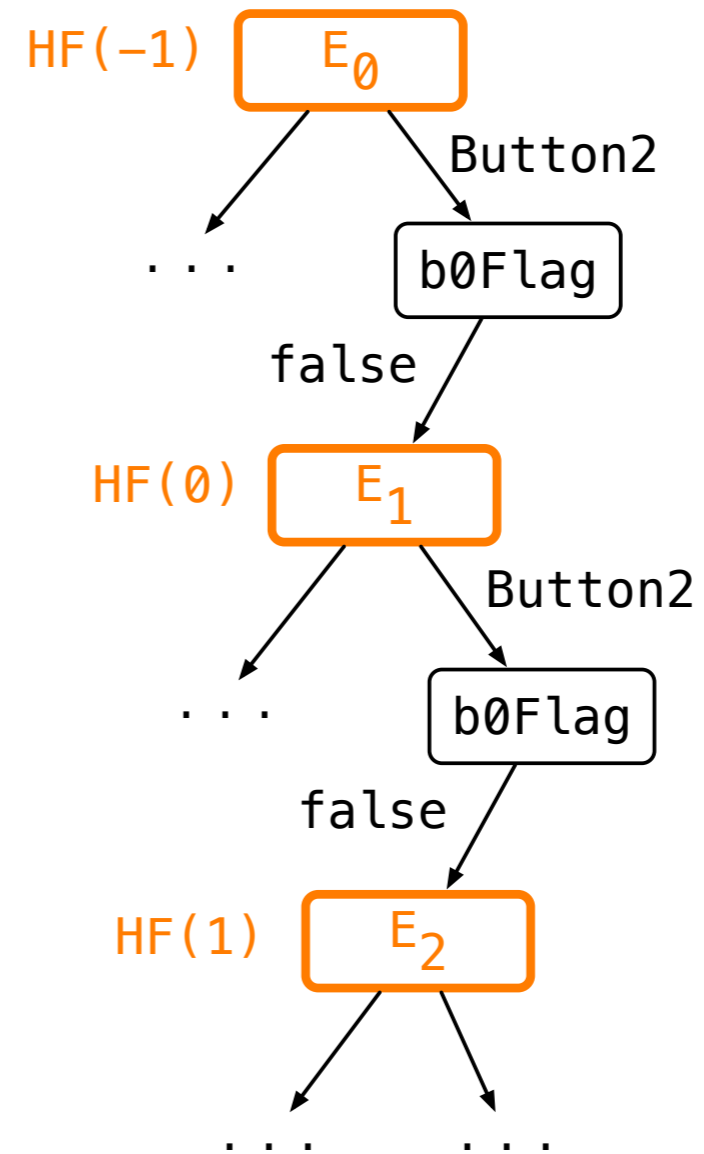 HF(−1) E₀
Button2
...
b0Flag
false
HF(0) E₁
Button2
...
b0Flag
false
HF(1) E₂
... ...